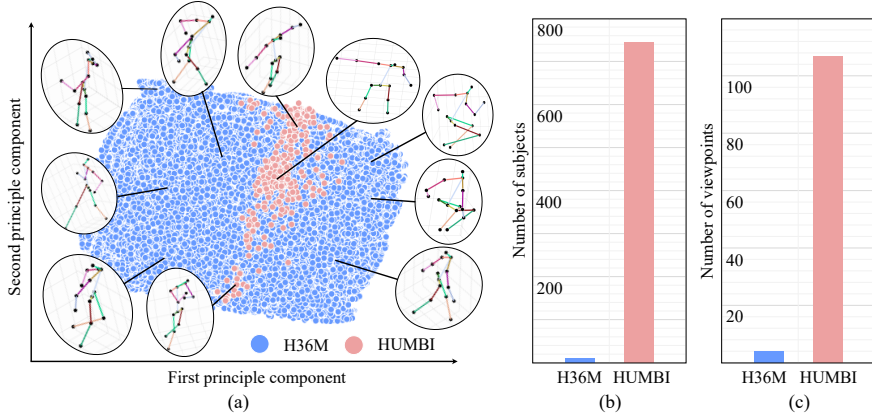 Second principle component
H36M
HUMBI
First principle component
(a)
Number of subjects
800
600
400
200
H36M HUMBI
(b)
Number of viewpoints
100
80
60
40
20
H36M HUMBI
(c)